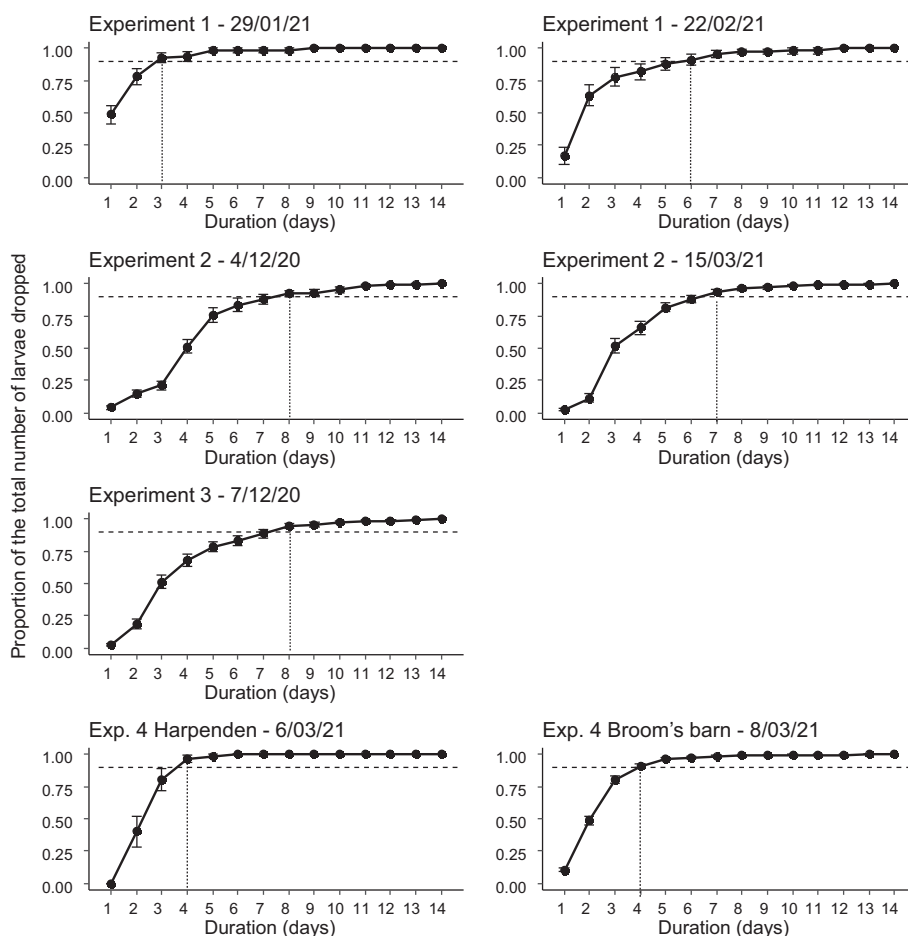 Proportion of the total number of larvae dropped
Experiment 1 - 29/01/21
1.00
0.75
0.50
0.25
0.00
1 2 3 4 5 6 7 8 9 10 11 12 13 14
Duration (days)
Experiment 1 - 22/02/21
1.00
0.75
0.50
0.25
0.00
1 2 3 4 5 6 7 8 9 10 11 12 13 14
Duration (days)
Experiment 2 - 4/12/20
1.00
0.75
0.50
0.25
0.00
1 2 3 4 5 6 7 8 9 10 11 12 13 14
Duration (days)
Experiment 2 - 15/03/21
1.00
0.75
0.50
0.25
0.00
1 2 3 4 5 6 7 8 9 10 11 12 13 14
Duration (days)
Experiment 3 - 7/12/20
1.00
0.75
0.50
0.25
0.00
1 2 3 4 5 6 7 8 9 10 11 12 13 14
Duration (days)
Exp. 4 Harpenden - 6/03/21
1.00
0.75
0.50
0.25
0.00
1 2 3 4 5 6 7 8 9 10 11 12 13 14
Duration (days)
Exp. 4 Broom’s barn - 8/03/21
1.00
0.75
0.50
0.25
0.00
1 2 3 4 5 6 7 8 9 10 11 12 13 14
Duration (days)